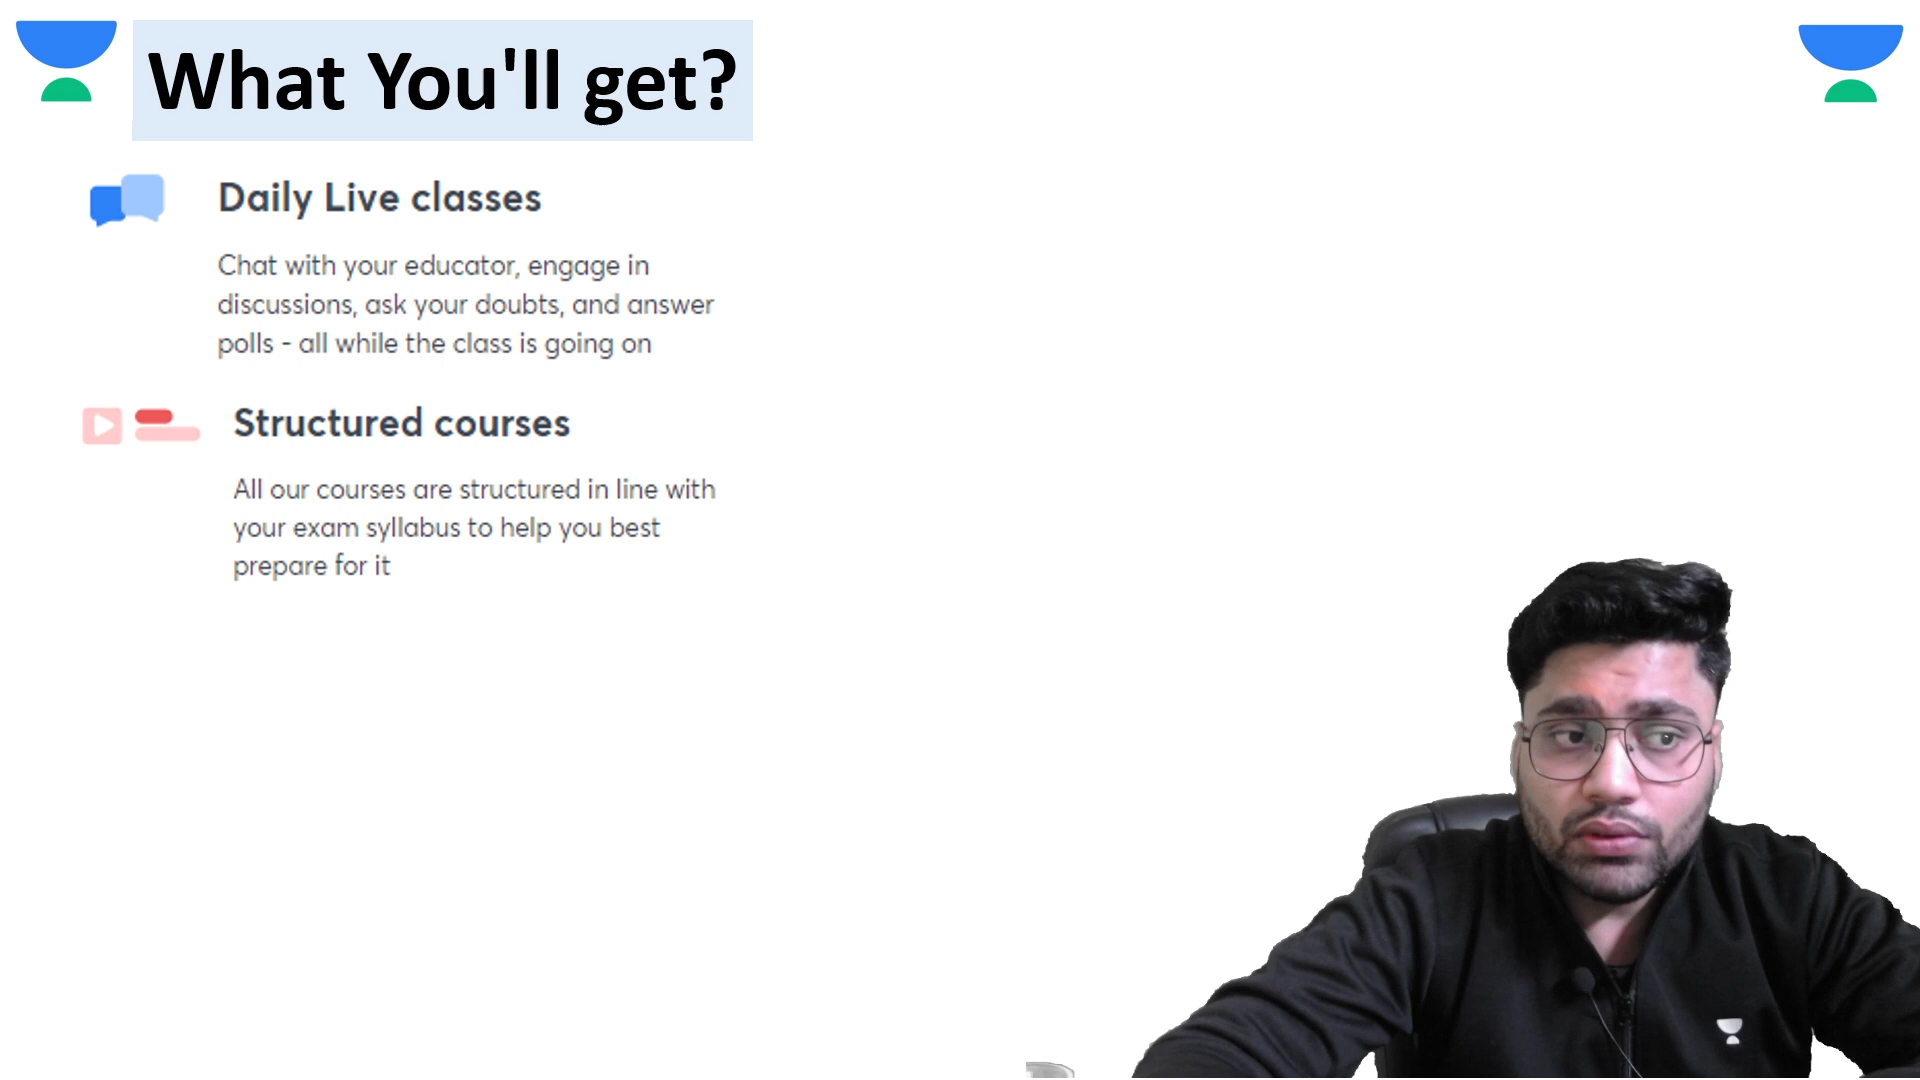 What You'll get?
Daily Live classes
Chat with your educator, engage in
discussions, ask your doubts, and answer
polls - all while the class is going on
Structured courses
All our courses are structured in line with
your exam syllabus to help you best
prepare for it